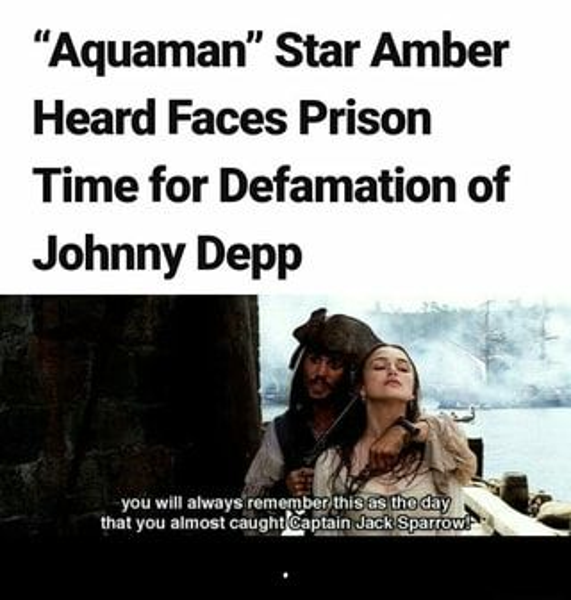 “Aquaman” Star Amber
Heard Faces Prison
Time for Defamation of
Johnny Depp
you will always remember this as the day
that you almost caught Captain Jack Sparrow!